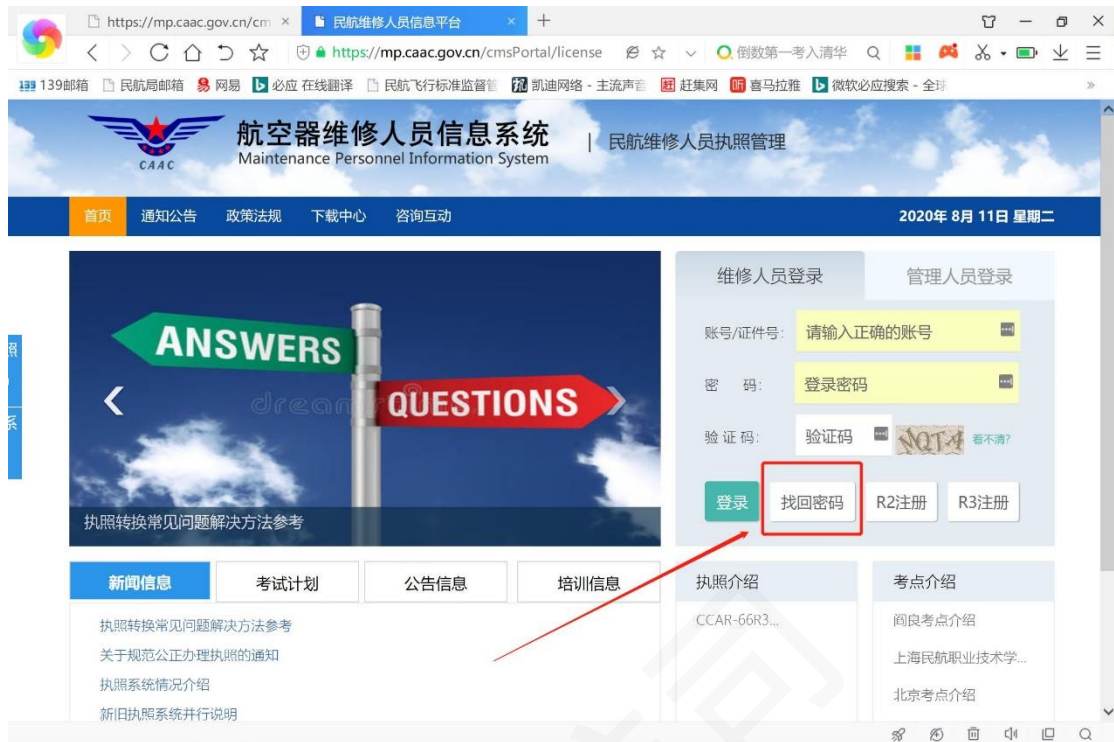 https://mp.caac.gov.cn/cm
民航维修人员信息平台
https://mp.caac.gov.cn/cmsPortal/license
倒数第一考入清华
139邮箱 民航局邮箱 网易 必应 在线翻译 民航飞行标准监督管 凯迪网络 - 主流声音 赶集网 喜马拉雅 微软必应搜索 - 全球
CAAC
航空器维修人员信息系统
Maintenance Personnel Information System
| 民航维修人员执照管理
首页 通知公告 政策法规 下载中心 咨询互动 2020年 8月 11日 星期二
ANSWERS
QUESTIONS
执照转换常见问题解决方法参考
维修人员登录 管理人员登录
账号/证件号: 请输入正确的账号
密 码: 登录密码
验 证 码: 验证码 看不清?
登录 找回密码 R2注册 R3注册
新闻信息 考试计划 公告信息 培训信息
执照转换常见问题解决方法参考
关于规范公正办理执照的通知
执照系统情况介绍
新旧执照系统并行说明
执照介绍
CCAR-66R3...
考点介绍
阎良考点介绍
上海民航职业技术学...
北京考点介绍